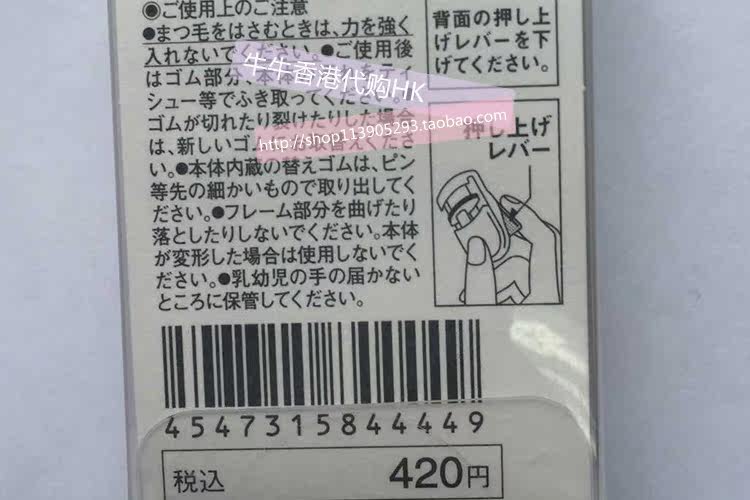 ◉ご使用上のご注意
●まつ毛をはさむときは、力を強く
入れないでください。●ご使用後
はゴム部分、本体
シュー等でふき取ってください。
ゴムが切れたり裂けたりした場合
は、新しいゴム
い。●本体内蔵の替えゴムは、ピン
等先の細かいもので取り出してく
ださい。●フレーム部分を曲げたり
落としたりしないでください。本体
が変形した場合は使用しないでく
ださい。●乳幼児の手の届かない
ところに保管してください。
背面の押し上
げレバーを下
げてください。
押し上げ
レバー
牛牛香港代购HK
http://shop113905293.taobao.com
4547315844449
税込 420円